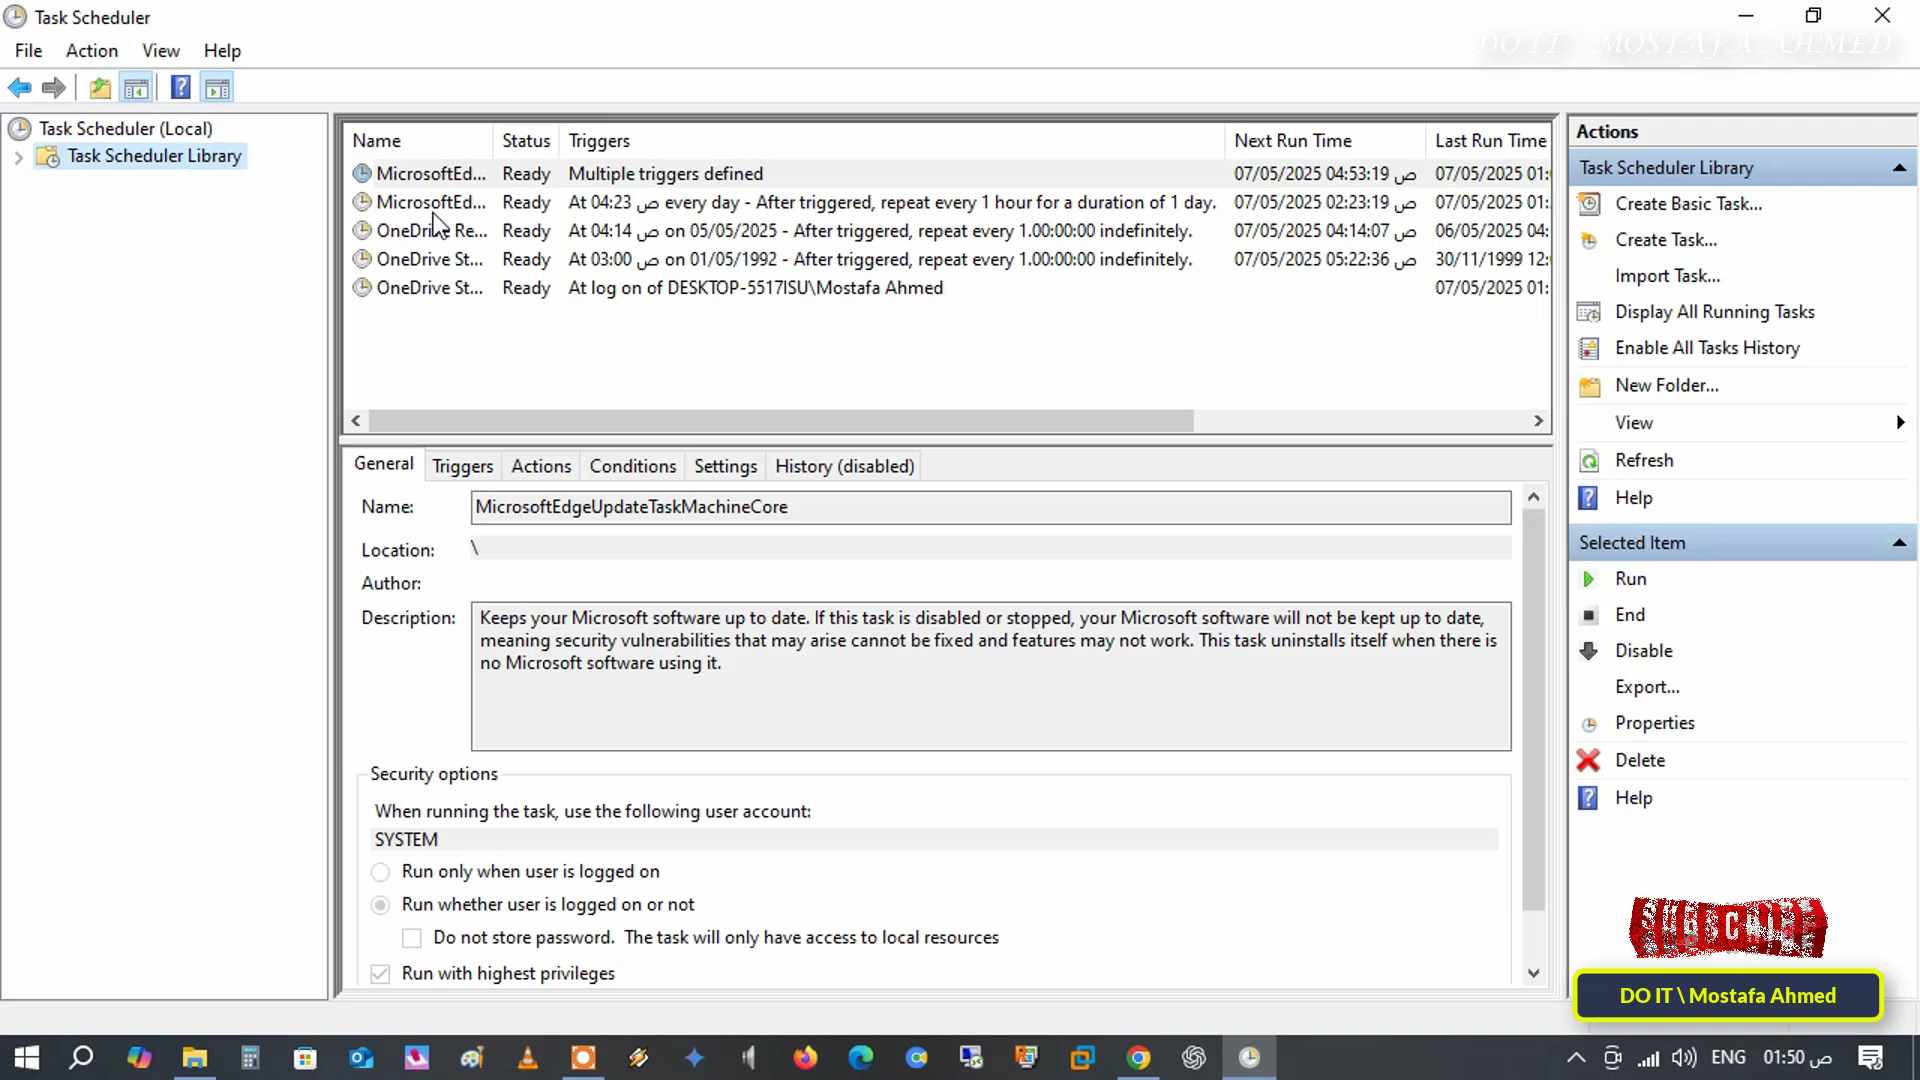 Task Scheduler
DO IT \ MOSTAFA AHMED
File Action View Help
Task Scheduler (Local)
Task Scheduler Library
Name Status Triggers Next Run Time Last Run Time
MicrosoftEd... Ready Multiple triggers defined 07/05/2025 04:53:19 ص 07/05/2025 01:
MicrosoftEd... Ready At 04:23 ص every day - After triggered, repeat every 1 hour for a duration of 1 day. 07/05/2025 02:23:19 ص 07/05/2025 01:
OneDrive Re... Ready At 04:14 ص on 05/05/2025 - After triggered, repeat every 1.00:00:00 indefinitely. 07/05/2025 04:14:07 ص 06/05/2025 04:
OneDrive St... Ready At 03:00 ص on 01/05/1992 - After triggered, repeat every 1.00:00:00 indefinitely. 07/05/2025 05:22:36 ص 30/11/1999 12:
OneDrive St... Ready At log on of DESKTOP-5517ISU\Mostafa Ahmed 07/05/2025 01:
General Triggers Actions Conditions Settings History (disabled)
Name: MicrosoftEdgeUpdateTaskMachineCore
Location: \
Author:
Description: Keeps your Microsoft software up to date. If this task is disabled or stopped, your Microsoft software will not be kept up to date,
meaning security vulnerabilities that may arise cannot be fixed and features may not work. This task uninstalls itself when there is
no Microsoft software using it.
Security options
When running the task, use the following user account:
SYSTEM
Run only when user is logged on
Run whether user is logged on or not
Do not store password. The task will only have access to local resources
Run with highest privileges
Actions
Task Scheduler Library
Create Basic Task...
Create Task...
Import Task...
Display All Running Tasks
Enable All Tasks History
New Folder...
View
Refresh
Help
Selected Item
Run
End
Disable
Export...
Properties
Delete
Help
DO IT \ Mostafa Ahmed
ENG 01:50 ص